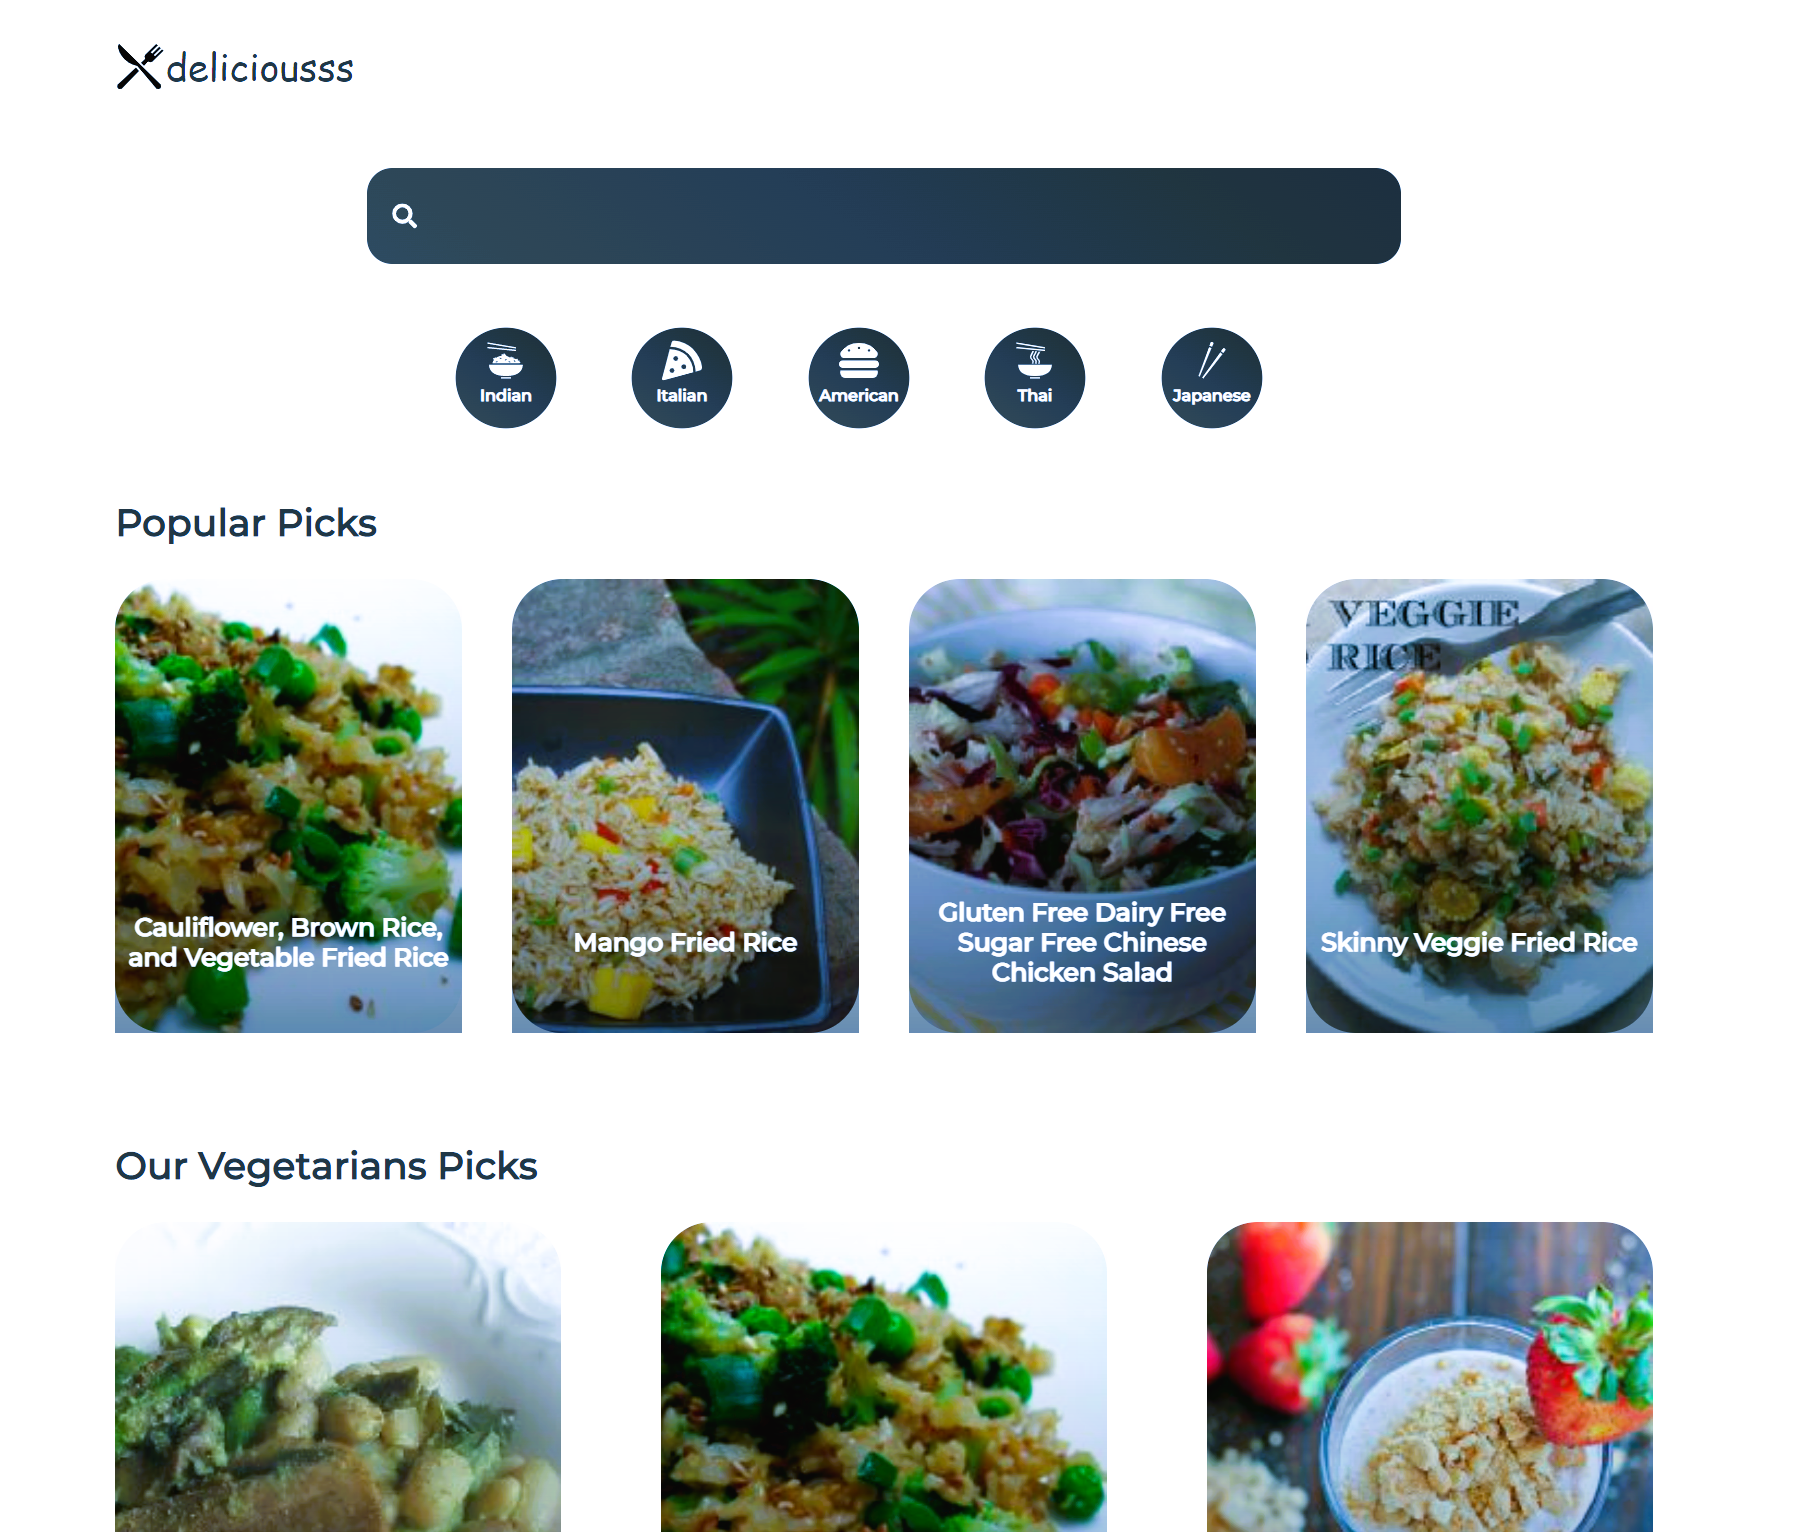 deliciousss
Indian
Italian
American
Thai
Japanese
Popular Picks
VEGGIE
RICE
Cauliflower, Brown Rice,
and Vegetable Fried Rice
Mango Fried Rice
Gluten Free Dairy Free
Sugar Free Chinese
Chicken Salad
Skinny Veggie Fried Rice
Our Vegetarians Picks